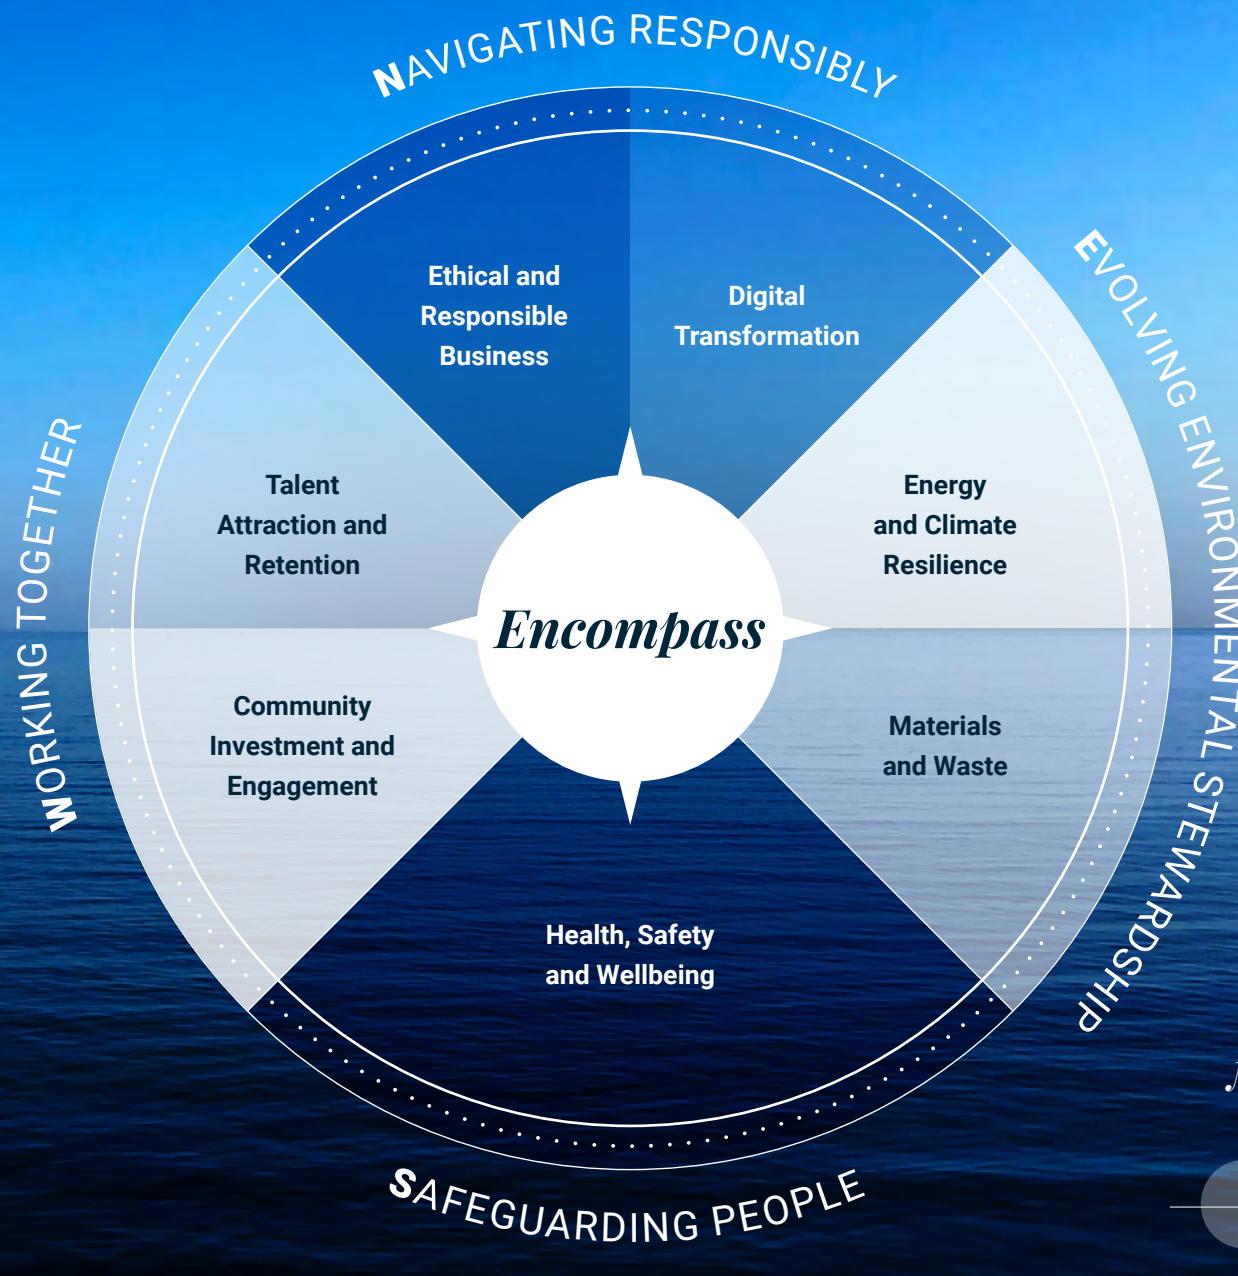 NAVIGATING RESPONSIBLY
EVOLVING ENVIRONMENTAL STEWARDSHIP
WORKING TOGETHER
Ethical and
Responsible
Business
Digital
Transformation
Talent
Attraction and
Retention
Energy
and Climate
Resilience
Encompass
Community
Investment and
Engagement
Materials
and Waste
Health, Safety
and Wellbeing
SAFEGUARDING PEOPLE